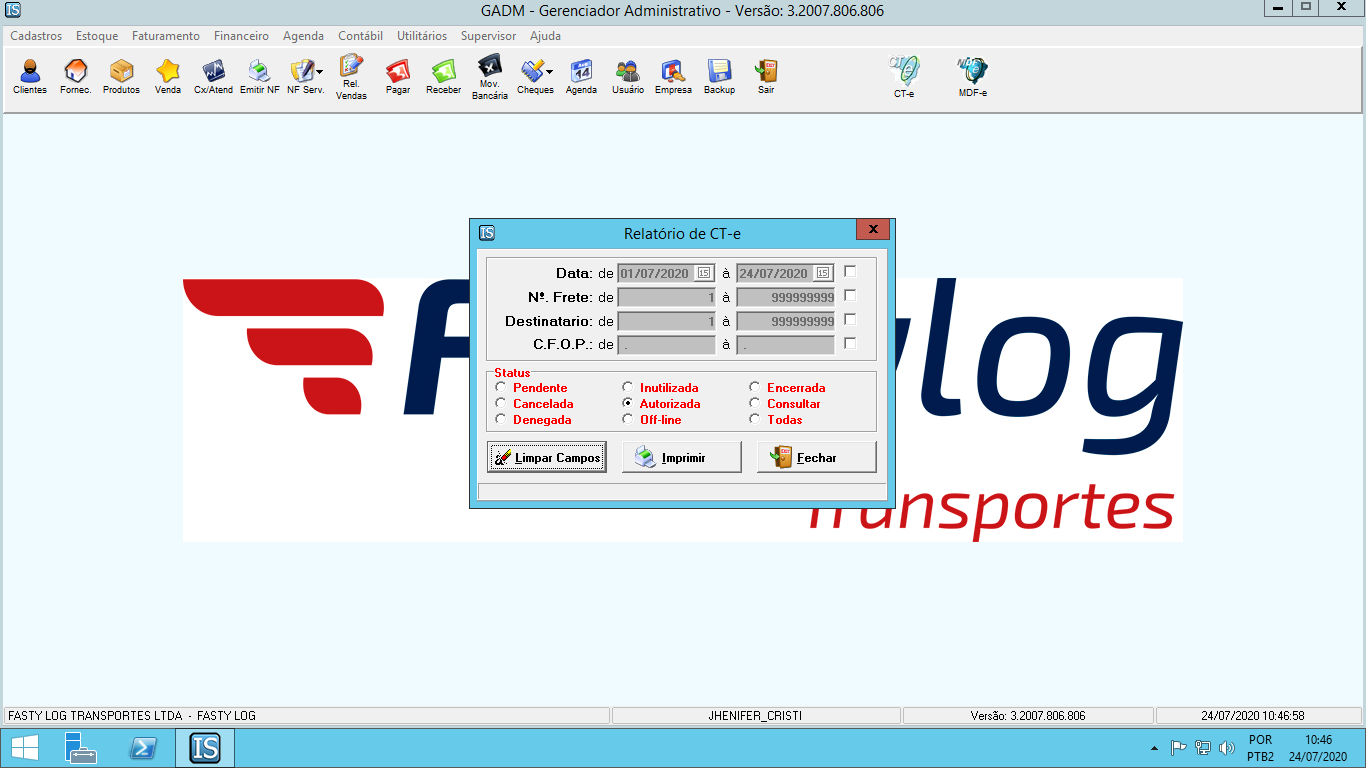 IS GADM - Gerenciador Administrativo - Versão: 3.2007.806.806
Cadastros Estoque Faturamento Financeiro Agenda Contábil Utilitários Supervisor Ajuda
Clientes Fornec. Produtos Venda Cx/Atend Emitir NF NF Serv. Rel. Vendas Pagar Receber Mov. Bancária Cheques Agenda Usuário Empresa Backup Sair CT-e MDF-e
IS Relatório de CT-e X
Data: de 01/07/2020 15 à 24/07/2020 15
Nº. Frete: de 1 à 999999999
Destinatario: de 1 à 999999999
C.F.O.P.: de . à .
Status
Pendente Inutilizada Encerrada
Cancelada Autorizada Consultar
Denegada Off-line Todas
Limpar Campos Imprimir Fechar
log
Transportes
FASTY LOG TRANSPORTES LTDA - FASTY LOG JHENIFER_CRISTI Versão: 3.2007.806.806 24/07/2020 10:46:58
IS POR 10:46
PTB2 24/07/2020